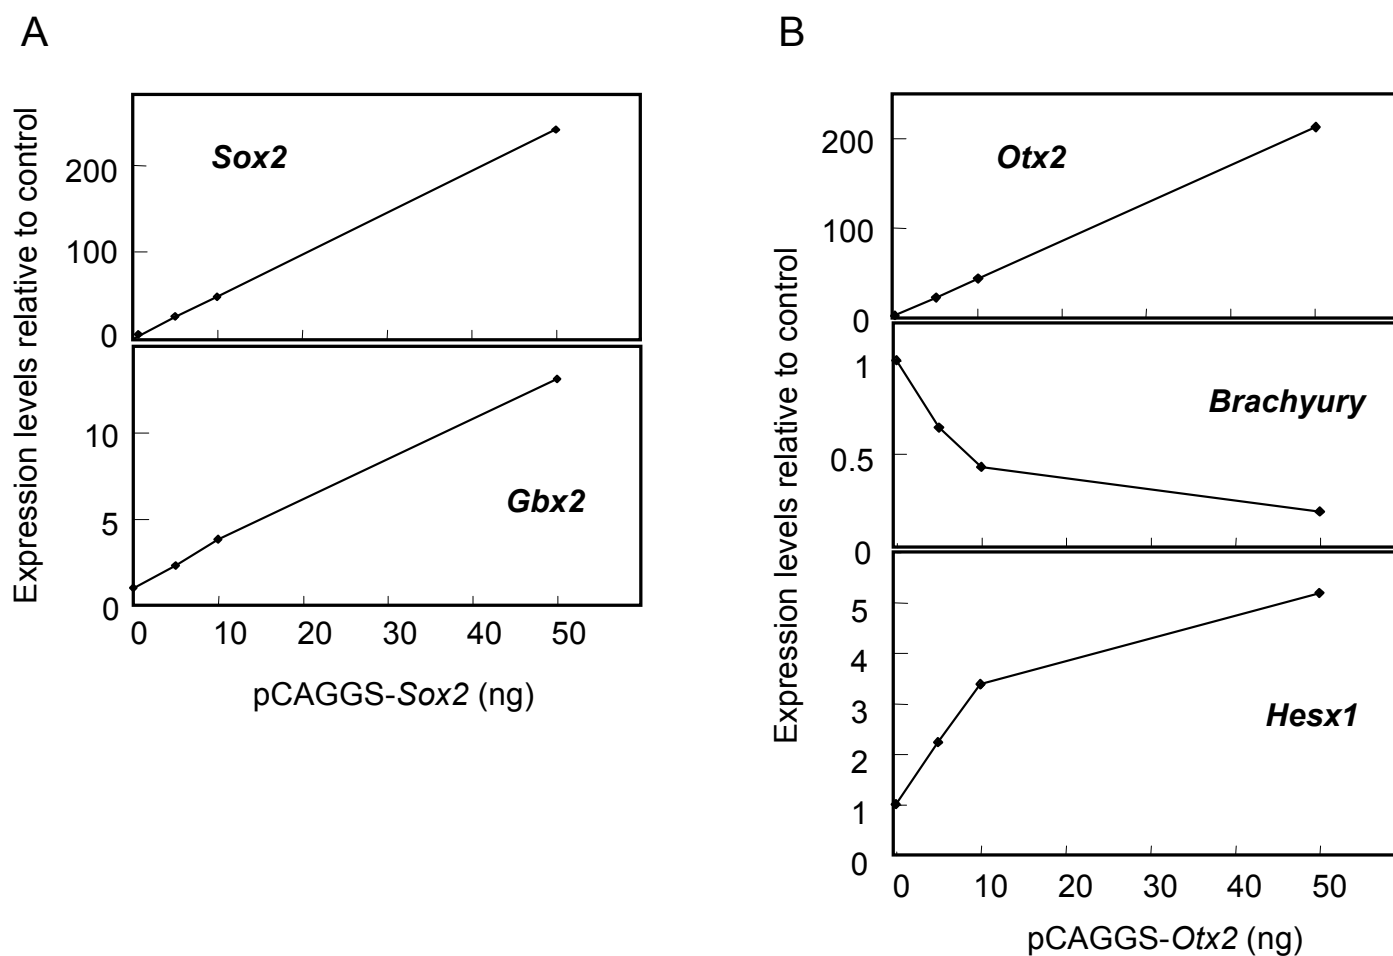 A
Expression levels relative to control
Sox2
200
100
0
Gbx2
10
5
0
0 10 20 30 40 50
pCAGGS-Sox2 (ng)
B
Expression levels relative to control
Otx2
200
100
0
Brachyury
1
0.5
0
Hesx1
5
4
3
2
1
0
0 10 20 30 40 50
pCAGGS-Otx2 (ng)